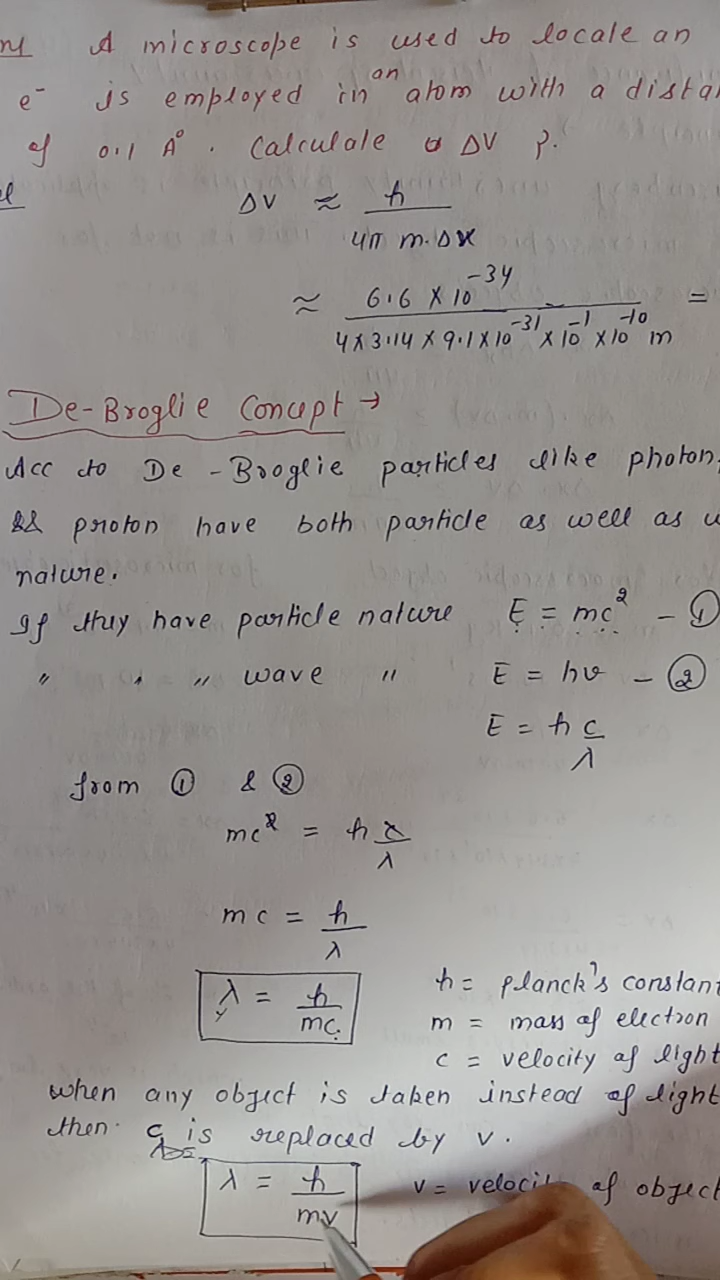 A microscope is used to locale an
e⁻ is employed in an atom with a distan
of 0.1 A° . Calculate ΔV ?.
ΔV ≈ h / 4π m.Δx
≈ 6.6 × 10⁻³⁴ / 4×3.14 × 9.1×10⁻³¹ × 10⁻¹ × 10⁻¹⁰ m =
De-Broglie Concept →
Acc to De - Broglie particles like photon,
&& proton have both particle as well as w
nature.
If they have particle nature E = mc² - ①
" " " wave " E = hν - ②
E = h c/λ
from ① & ②
mc² = h c/λ
mc = h/λ
λ = h/mc
h = planck's constant
m = mass of electron
c = velocity of light
when any object is taken instead of light
then c is replaced by v.
λ = h/mv
v = velocity of object